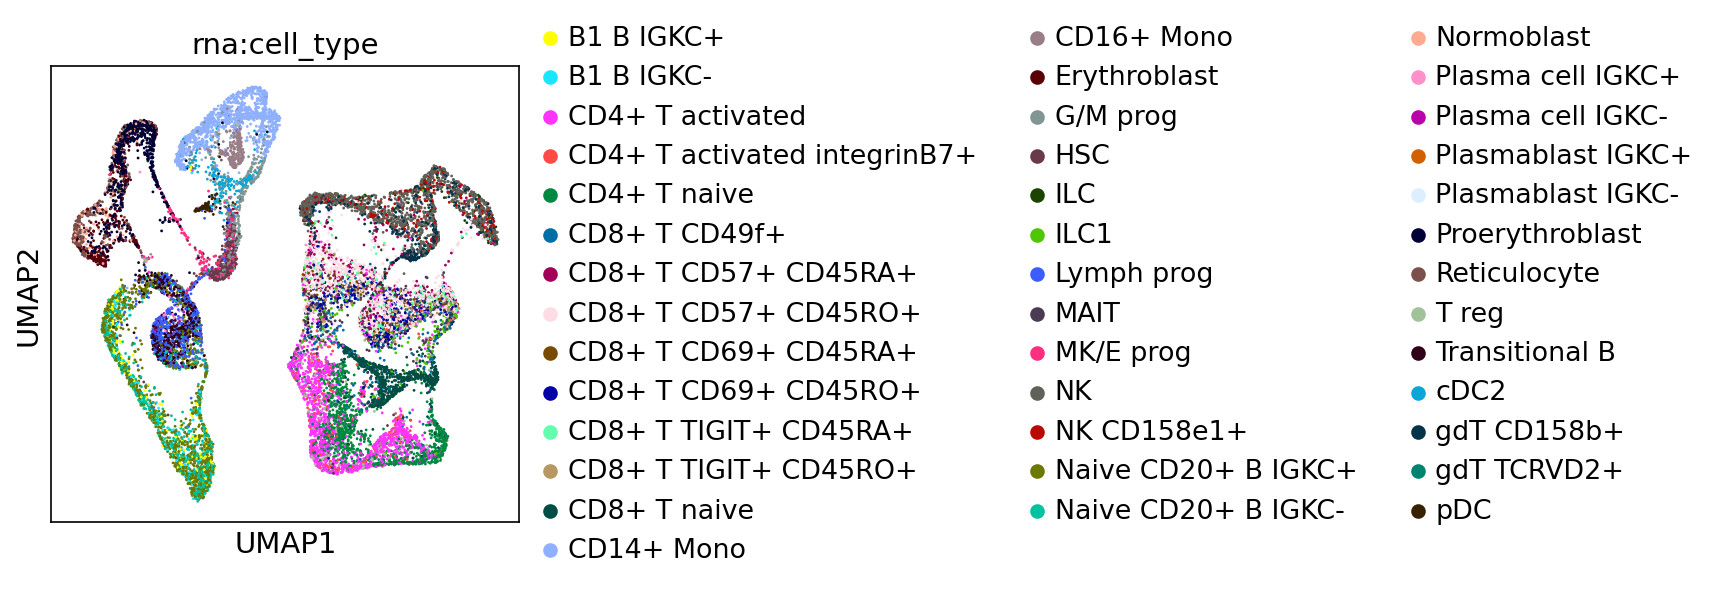 rna:cell_type
UMAP2
UMAP1
B1 B IGKC+
B1 B IGKC-
CD4+ T activated
CD4+ T activated integrinB7+
CD4+ T naive
CD8+ T CD49f+
CD8+ T CD57+ CD45RA+
CD8+ T CD57+ CD45RO+
CD8+ T CD69+ CD45RA+
CD8+ T CD69+ CD45RO+
CD8+ T TIGIT+ CD45RA+
CD8+ T TIGIT+ CD45RO+
CD8+ T naive
CD14+ Mono
CD16+ Mono
Erythroblast
G/M prog
HSC
ILC
ILC1
Lymph prog
MAIT
MK/E prog
NK
NK CD158e1+
Naive CD20+ B IGKC+
Naive CD20+ B IGKC-
Normoblast
Plasma cell IGKC+
Plasma cell IGKC-
Plasmablast IGKC+
Plasmablast IGKC-
Proerythroblast
Reticulocyte
T reg
Transitional B
cDC2
gdT CD158b+
gdT TCRVD2+
pDC